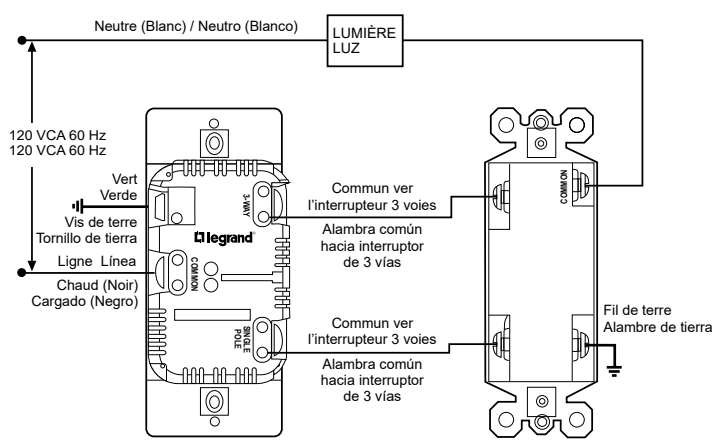 Neutre (Blanc) / Neutro (Blanco)
LUMIÈRE
LUZ
120 VCA 60 Hz
120 VCA 60 Hz
Vert
Verde
Vis de terre
Tornillo de tierra
Ligne Línea
Chaud (Noir)
Cargado (Negro)
3-WAY
legrand®
COMMON
SINGLE
POLE
Commun ver
l’interrupteur 3 voies
Alambra común
hacia interruptor
de 3 vías
Commun ver
l’interrupteur 3 voies
Alambra común
hacia interruptor
de 3 vías
COMMON
Fil de terre
Alambre de tierra